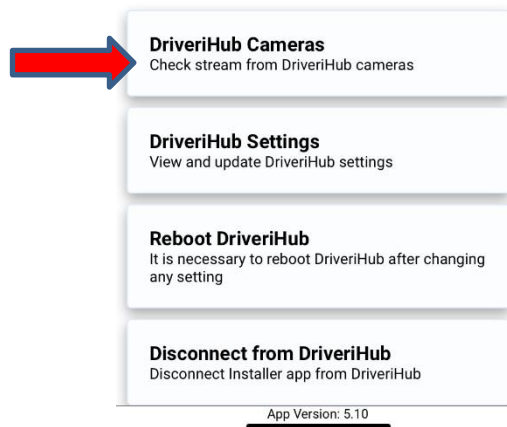 DriveriHub Cameras
Check stream from DriveriHub cameras
DriveriHub Settings
View and update DriveriHub settings
Reboot DriveriHub
It is necessary to reboot DriveriHub after changing
any setting
Disconnect from DriveriHub
Disconnect Installer app from DriveriHub
App Version: 5.10